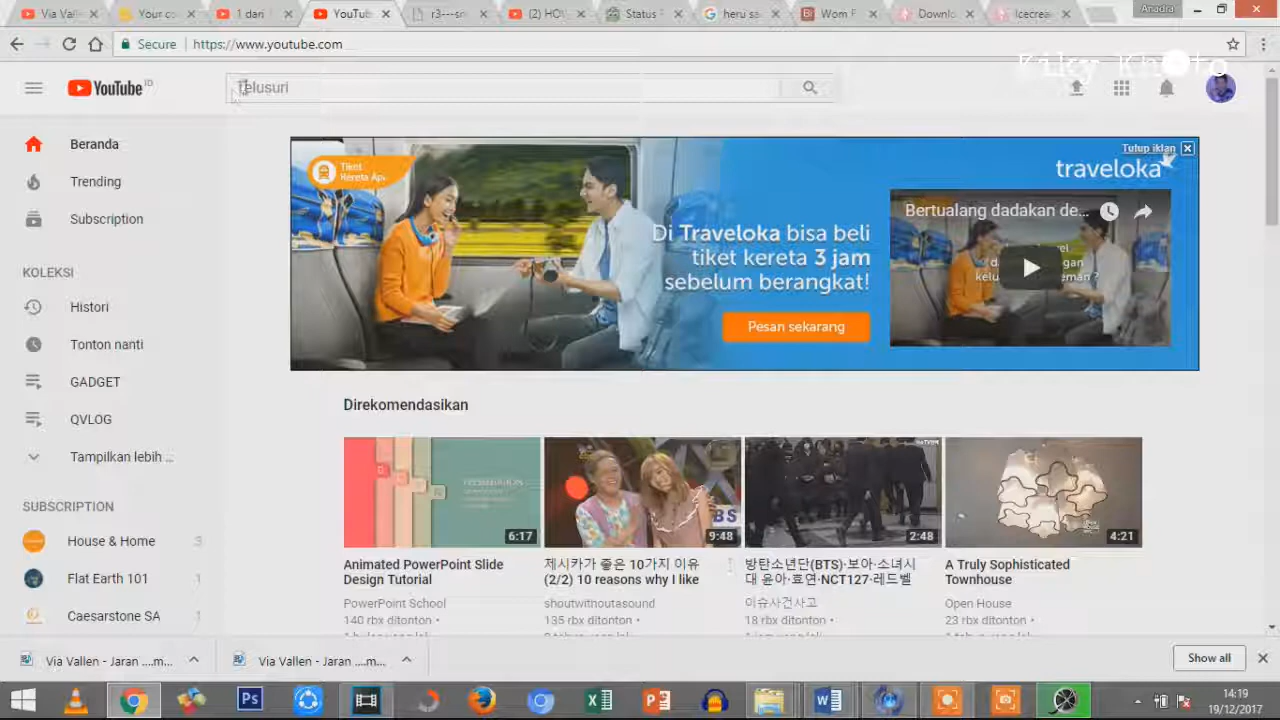 Via Valle
Your co
1 dari
YouTub
r3---sn
(2) HOW
Status
heru sa
Wom F
Downlo
Icecrea
Anadra
Secure
https://www.youtube.com
YouTube ID
Telusuri
Beranda
Trending
Subscription
KOLEKSI
Histori
Tonton nanti
GADGET
QVLOG
Tampilkan lebih ...
SUBSCRIPTION
House & Home 3
Flat Earth 101 1
Caesarstone SA 1
Tiket
Kereta Api
Di Traveloka bisa beli
tiket kereta 3 jam
sebelum berangkat!
Pesan sekarang
Tutup iklan
traveloka
Bertualang dadakan de...
Direkomendasikan
6:17
9:48
2:48
4:21
Animated PowerPoint Slide
Design Tutorial
PowerPoint School
140 rbx ditonton •
제시카가 좋은 10가지 이유
(2/2) 10 reasons why I like
shoutwithoutasound
135 rbx ditonton •
방탄소년단(BTS)·보아·소녀시
대 윤아·효연·NCT127·레드벨
이슈사건사고
18 rbx ditonton •
A Truly Sophisticated
Townhouse
Open House
23 rbx ditonton •
Via Vallen - Jaran ....m...
Via Vallen - Jaran ....m...
Show all
14:19
19/12/2017